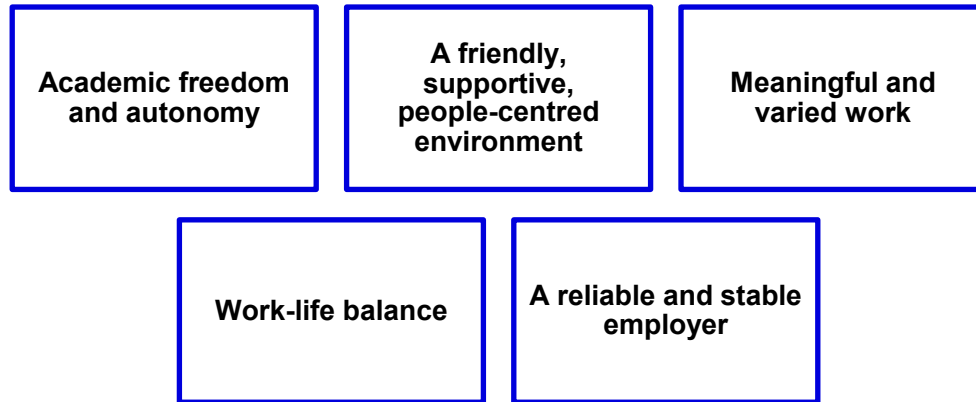 Academic freedom
and autonomy
A friendly,
supportive,
people-centred
environment
Meaningful and
varied work
Work-life balance
A reliable and stable
employer